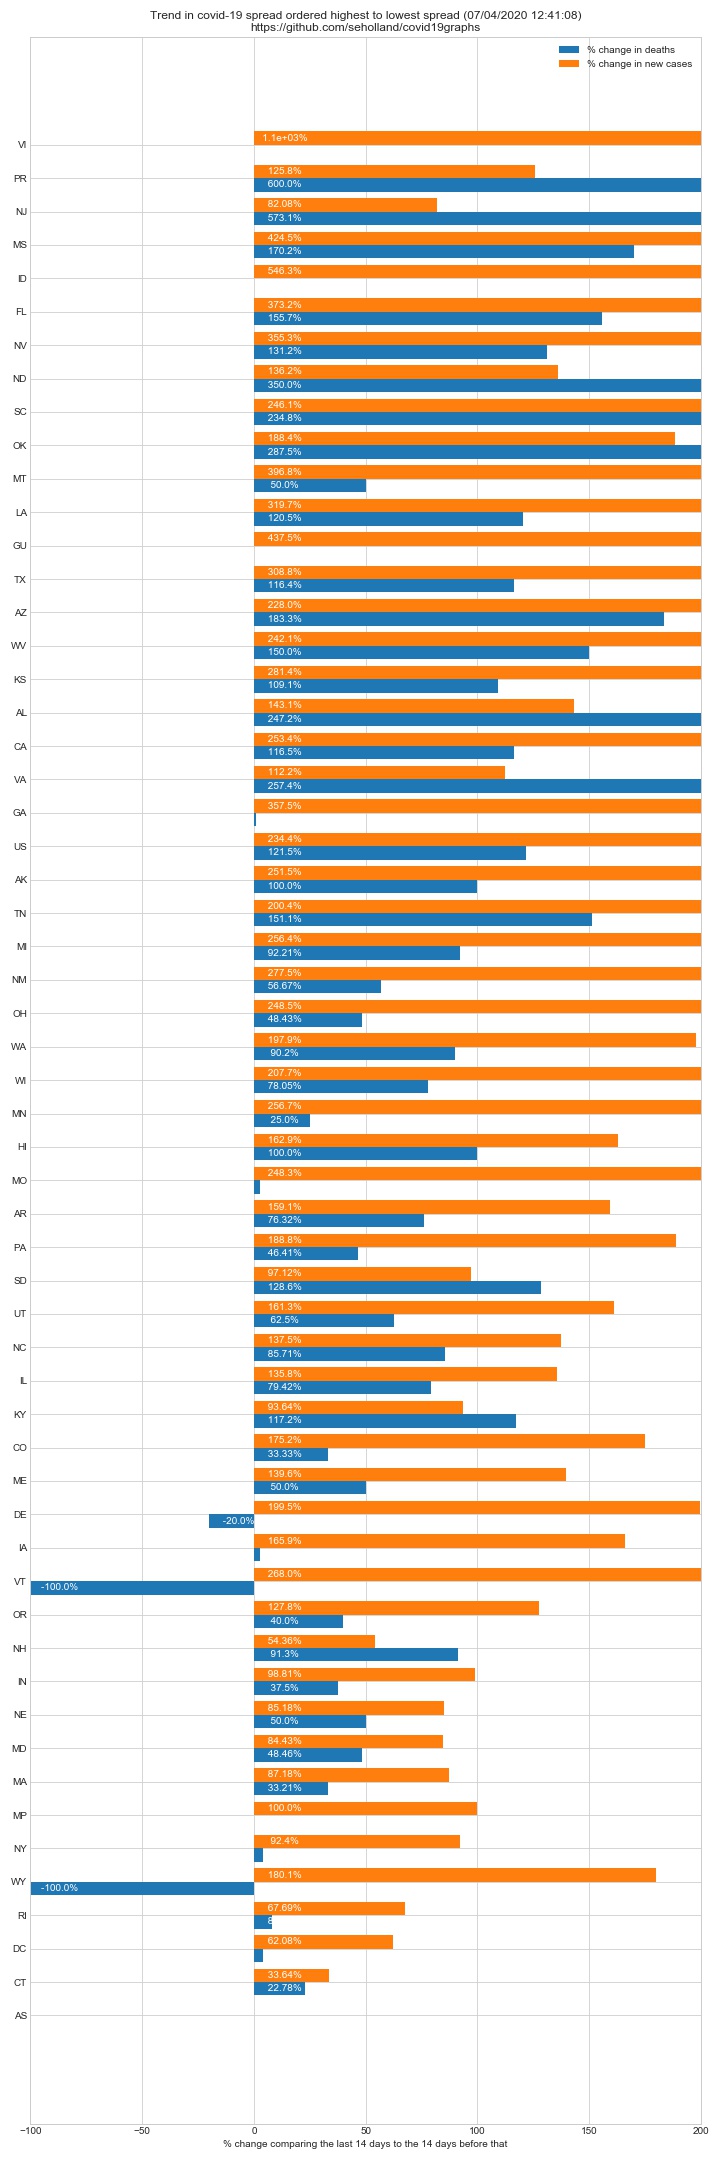 Trend in covid-19 spread ordered highest to lowest spread (07/04/2020 12:41:08)
https://github.com/seholland/covid19graphs
% change in deaths
% change in new cases
VI
1.1e+03%
PR
125.8%
600.0%
NJ
82.08%
573.1%
MS
424.5%
170.2%
ID
546.3%
FL
373.2%
155.7%
NV
355.3%
131.2%
ND
136.2%
350.0%
SC
246.1%
234.8%
OK
188.4%
287.5%
MT
396.8%
50.0%
LA
319.7%
120.5%
GU
437.5%
TX
308.8%
116.4%
AZ
228.0%
183.3%
WV
242.1%
150.0%
KS
281.4%
109.1%
AL
143.1%
247.2%
CA
253.4%
116.5%
VA
112.2%
257.4%
GA
357.5%
US
234.4%
121.5%
AK
251.5%
100.0%
TN
200.4%
151.1%
MI
256.4%
92.21%
NM
277.5%
56.67%
OH
248.5%
48.43%
WA
197.9%
90.2%
WI
207.7%
78.05%
MN
256.7%
25.0%
HI
162.9%
100.0%
MO
248.3%
AR
159.1%
76.32%
PA
188.8%
46.41%
SD
97.12%
128.6%
UT
161.3%
62.5%
NC
137.5%
85.71%
IL
135.8%
79.42%
KY
93.64%
117.2%
CO
175.2%
33.33%
ME
139.6%
50.0%
DE
199.5%
-20.0%
IA
165.9%
VT
268.0%
-100.0%
OR
127.8%
40.0%
NH
54.36%
91.3%
IN
98.81%
37.5%
NE
85.18%
50.0%
MD
84.43%
48.46%
MA
87.18%
33.21%
MP
100.0%
NY
92.4%
WY
180.1%
-100.0%
RI
67.69%
DC
62.08%
CT
33.64%
22.78%
AS
−100 −50 0 50 100 150 200
% change compring the last 14 days to the 14 days before that